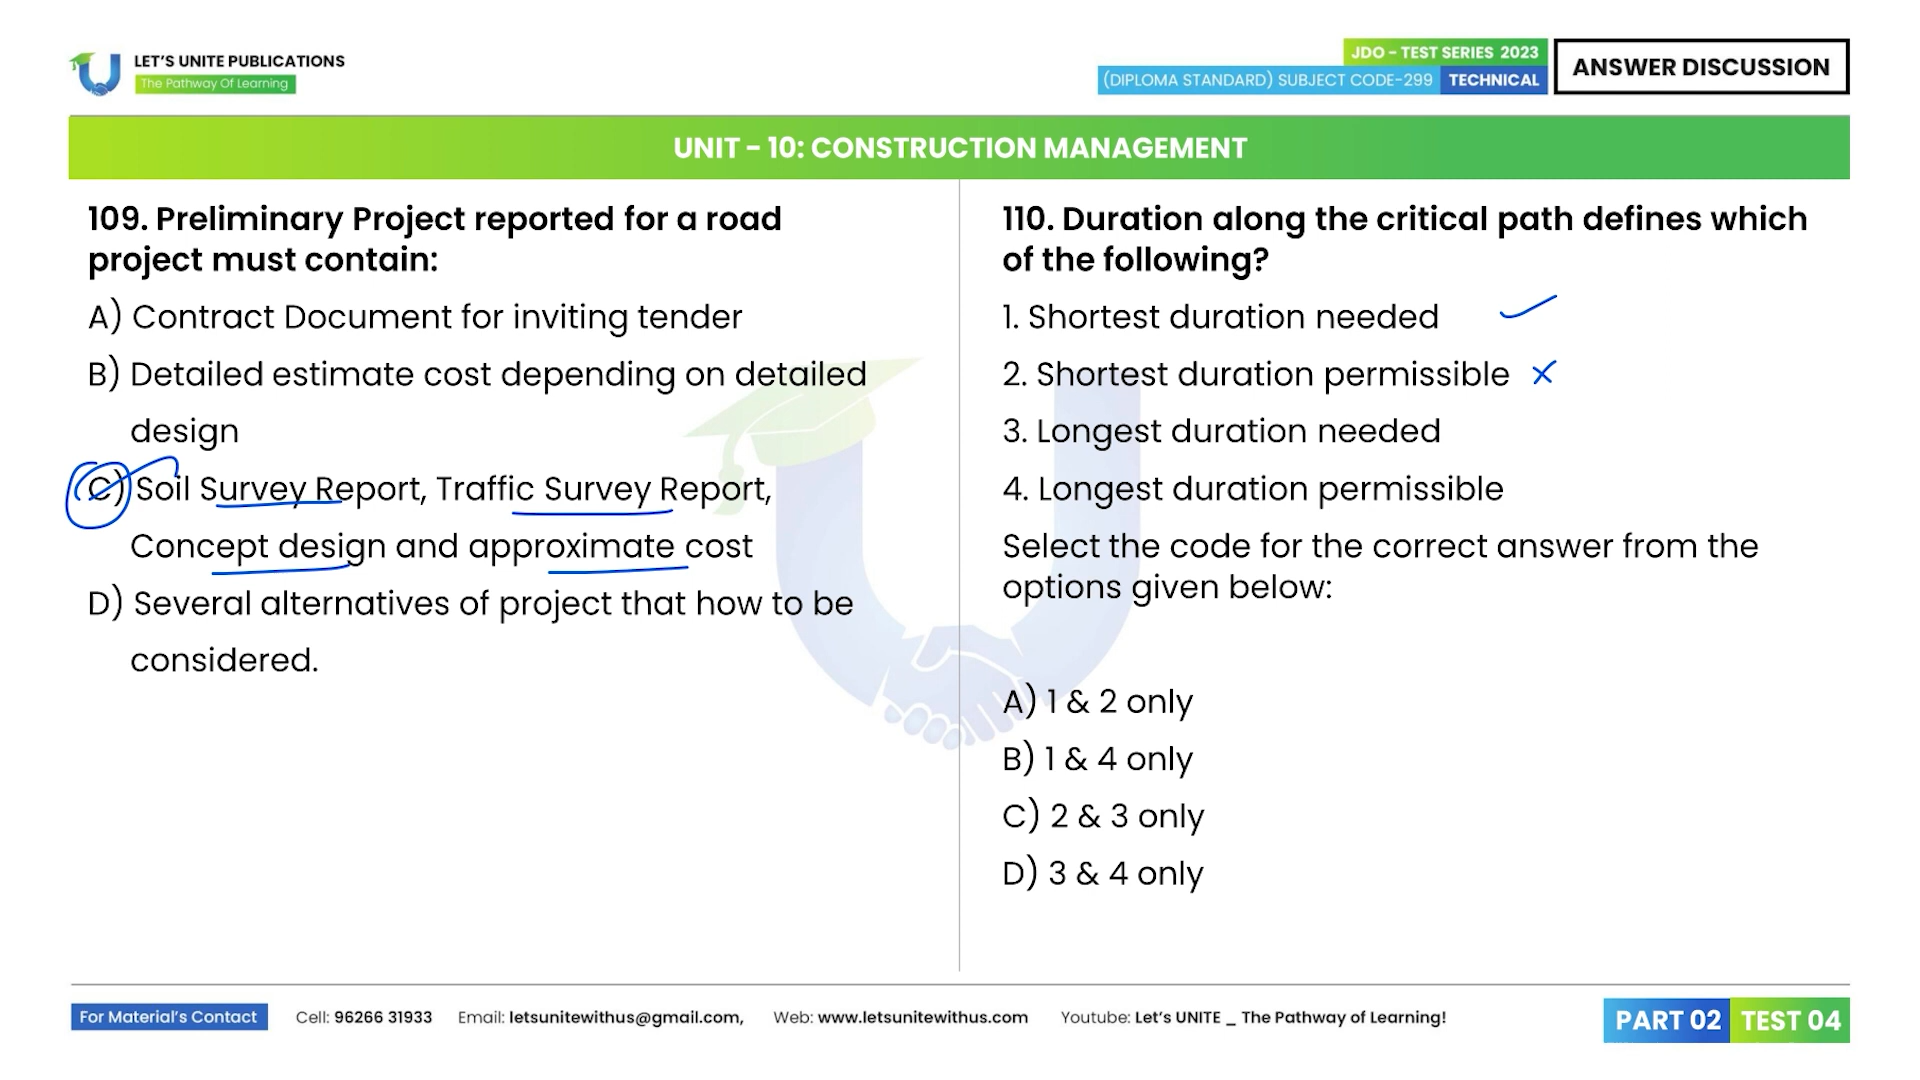 LET'S UNITE PUBLICATIONS
The Pathway Of Learning
JDO - TEST SERIES 2023
(DIPLOMA STANDARD) SUBJECT CODE-299 TECHNICAL
ANSWER DISCUSSION
UNIT - 10: CONSTRUCTION MANAGEMENT
109. Preliminary Project reported for a road
project must contain:
A) Contract Document for inviting tender
B) Detailed estimate cost depending on detailed
design
C) Soil Survey Report, Traffic Survey Report,
Concept design and approximate cost
D) Several alternatives of project that how to be
considered.
110. Duration along the critical path defines which
of the following?
1. Shortest duration needed
2. Shortest duration permissible
3. Longest duration needed
4. Longest duration permissible
Select the code for the correct answer from the
options given below:
A) 1 & 2 only
B) 1 & 4 only
C) 2 & 3 only
D) 3 & 4 only
For Material's Contact Cell: 96266 31933 Email: letsunitewithus@gmail.com, Web: www.letsunitewithus.com Youtube: Let's UNITE _ The Pathway of Learning!
PART 02 TEST 04